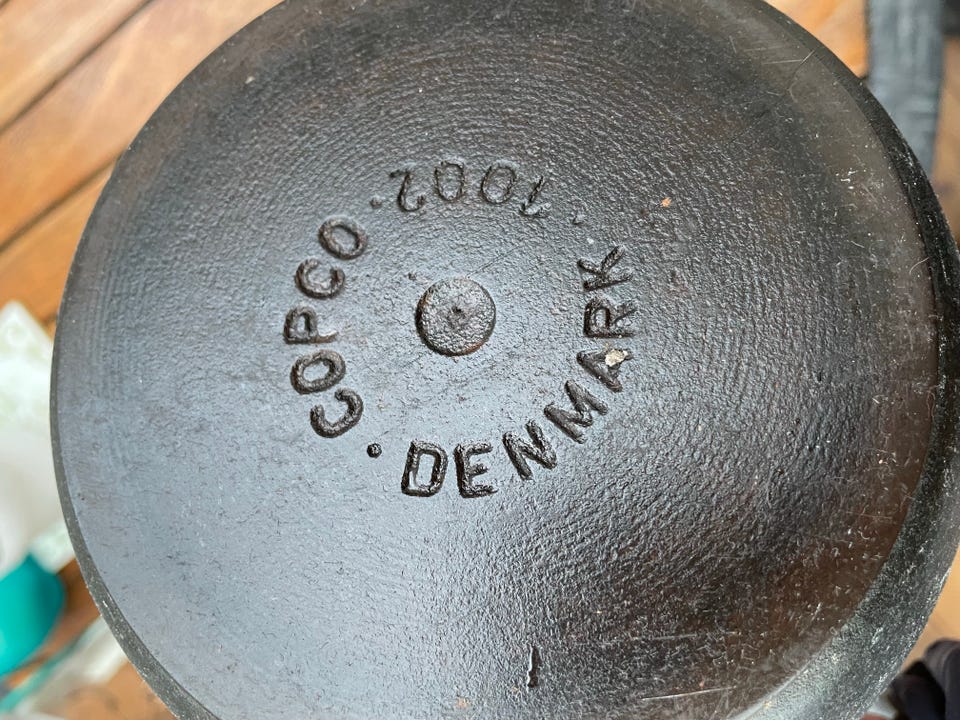 COPCO
· DENMARK
· 1002 ·